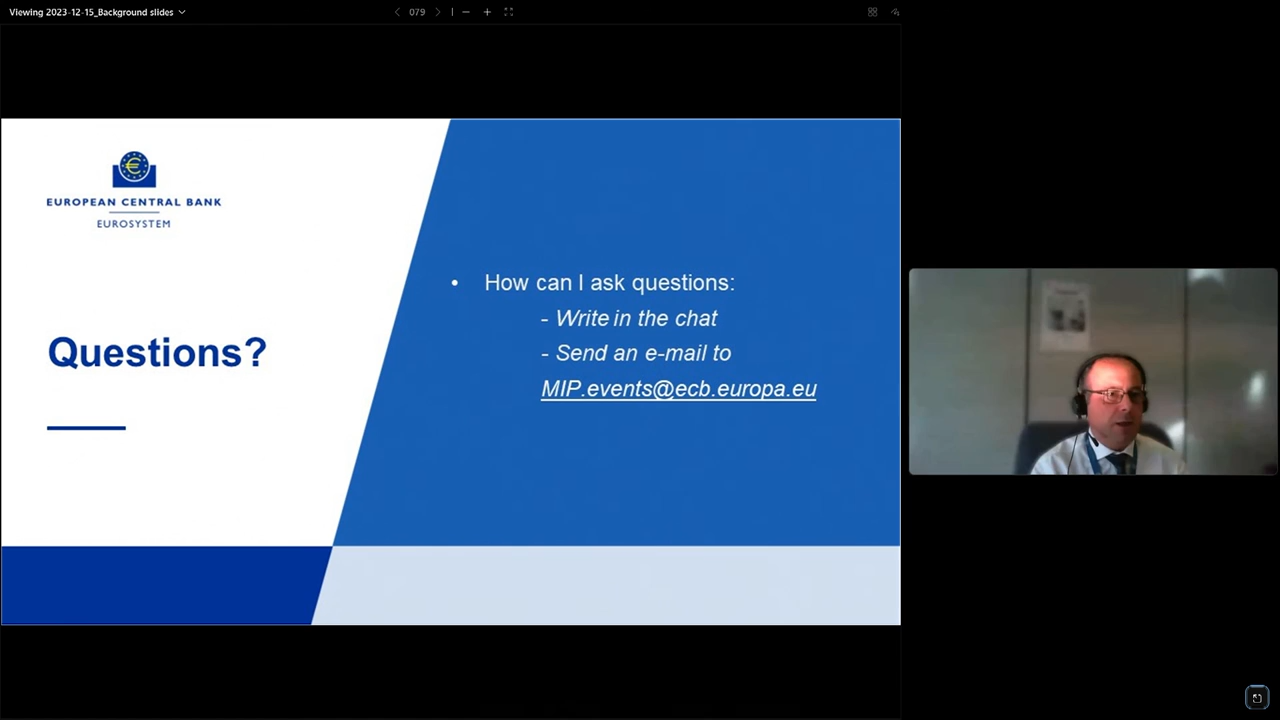 Viewing 2023-12-15_Background slides
079
EUROPEAN CENTRAL BANK
EUROSYSTEM
Questions?
• How can I ask questions:
- Write in the chat
- Send an e-mail to
MIP.events@ecb.europa.eu